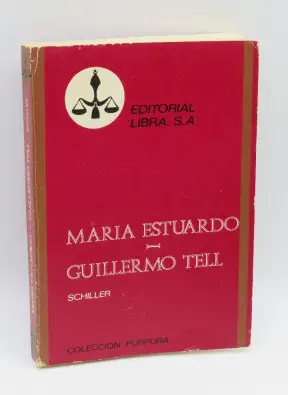 EDITORIAL
LIBRA, S.A
MARIA ESTUARDO
GUILLERMO TELL
SCHILLER
COLECCION PURPURA